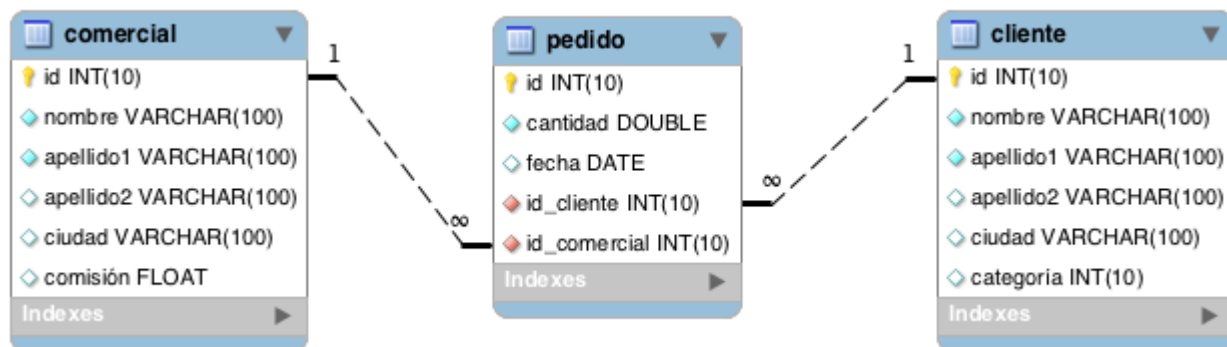 comercial
id INT(10)
nombre VARCHAR(100)
apellido1 VARCHAR(100)
apellido2 VARCHAR(100)
ciudad VARCHAR(100)
comisión FLOAT
Indexes
1
∞
pedido
id INT(10)
cantidad DOUBLE
fecha DATE
id_cliente INT(10)
id_comercial INT(10)
Indexes
1
∞
cliente
id INT(10)
nombre VARCHAR(100)
apellido1 VARCHAR(100)
apellido2 VARCHAR(100)
ciudad VARCHAR(100)
categoría INT(10)
Indexes